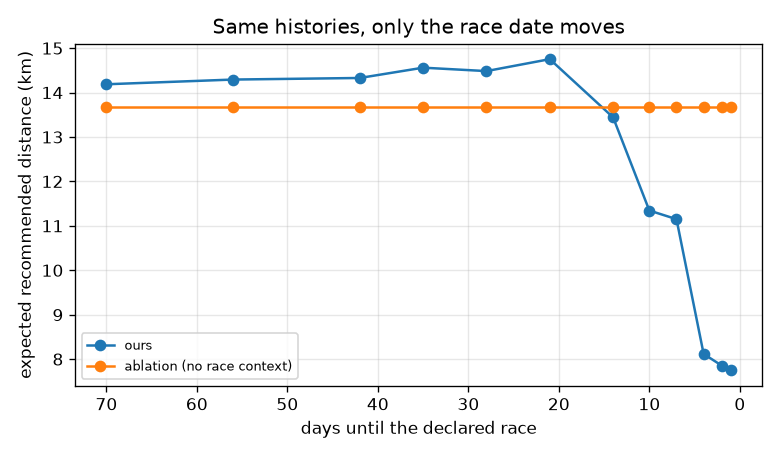 Same histories, only the race date moves
expected recommended distance (km)
15
14
13
12
11
10
9
8
ours
ablation (no race context)
70 60 50 40 30 20 10 0
days until the declared race